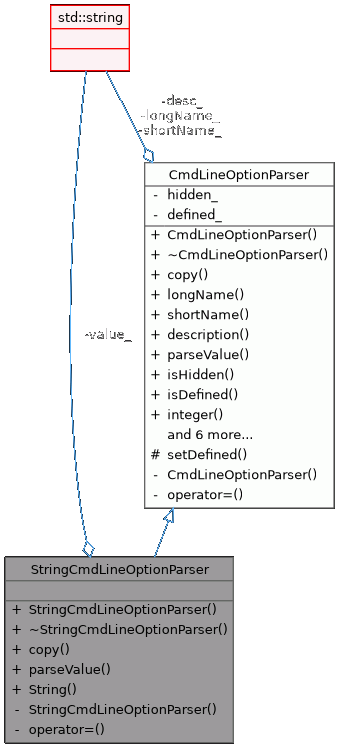 std::string
-desc_
-longName_
-shortName_
CmdLineOptionParser
- hidden_
- defined_
+ CmdLineOptionParser()
+ ~CmdLineOptionParser()
+ copy()
+ longName()
+ shortName()
+ description()
+ parseValue()
+ isHidden()
+ isDefined()
+ integer()
and 6 more...
# setDefined()
- CmdLineOptionParser()
- operator=()
-value_
StringCmdLineOptionParser
+ StringCmdLineOptionParser()
+ ~StringCmdLineOptionParser()
+ copy()
+ parseValue()
+ String()
- StringCmdLineOptionParser()
- operator=()